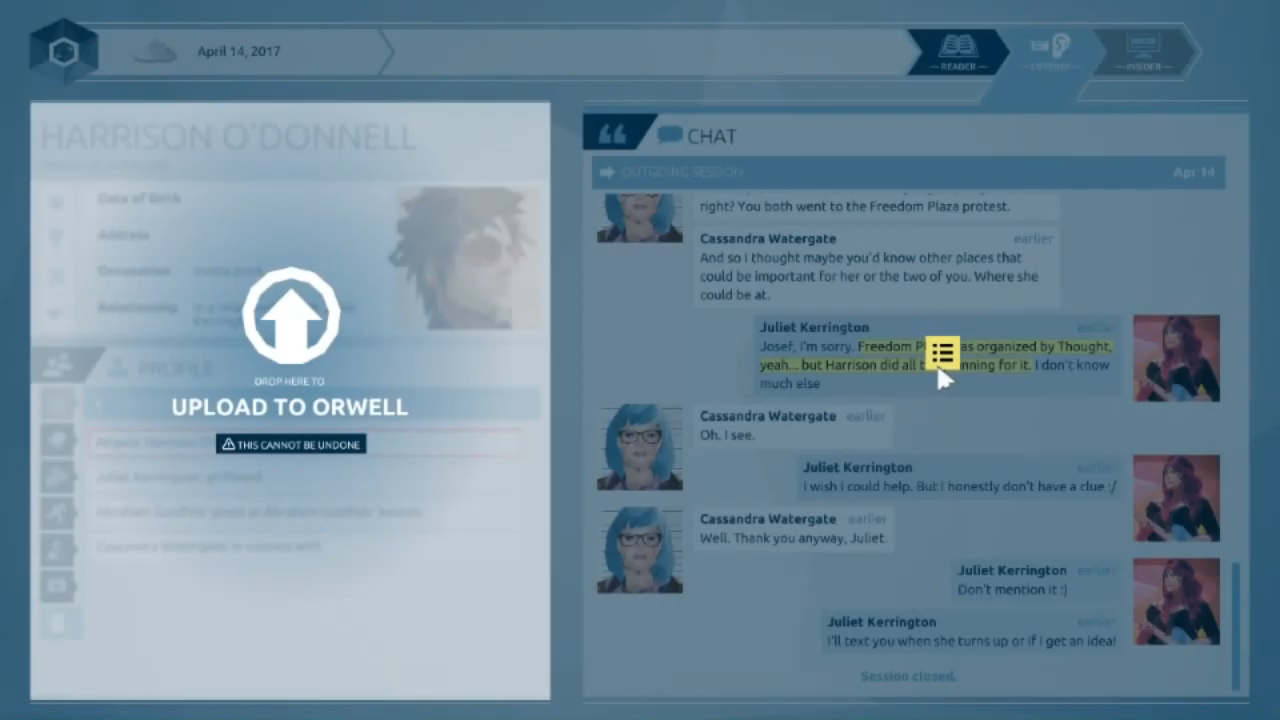 April 14, 2017
READER
LISTENER
INSIDER
HARRISON O'DONNELL
Date of Birth
Address
Occupation
Relationship
PROFILE
DROP HERE TO
UPLOAD TO ORWELL
THIS CANNOT BE UNDONE
CHAT
OUTGOING SESSION Apr 14
right? You both went to the Freedom Plaza protest.
Cassandra Watergate earlier
And so I thought maybe you'd know other places that
could be important for her or the two of you. Where she
could be at.
Juliet Kerrington earlier
Josef, I'm sorry. Freedom as organized by Thought,
yeah... but Harrison did all nning for it. I don't know
much else
Cassandra Watergate earlier
Oh. I see.
Juliet Kerrington earlier
I wish I could help. But I honestly don't have a clue :/
Cassandra Watergate earlier
Well. Thank you anyway, Juliet.
Juliet Kerrington earlier
Don't mention it :)
Juliet Kerrington earlier
I'll text you when she turns up or if I get an idea!
Session closed.